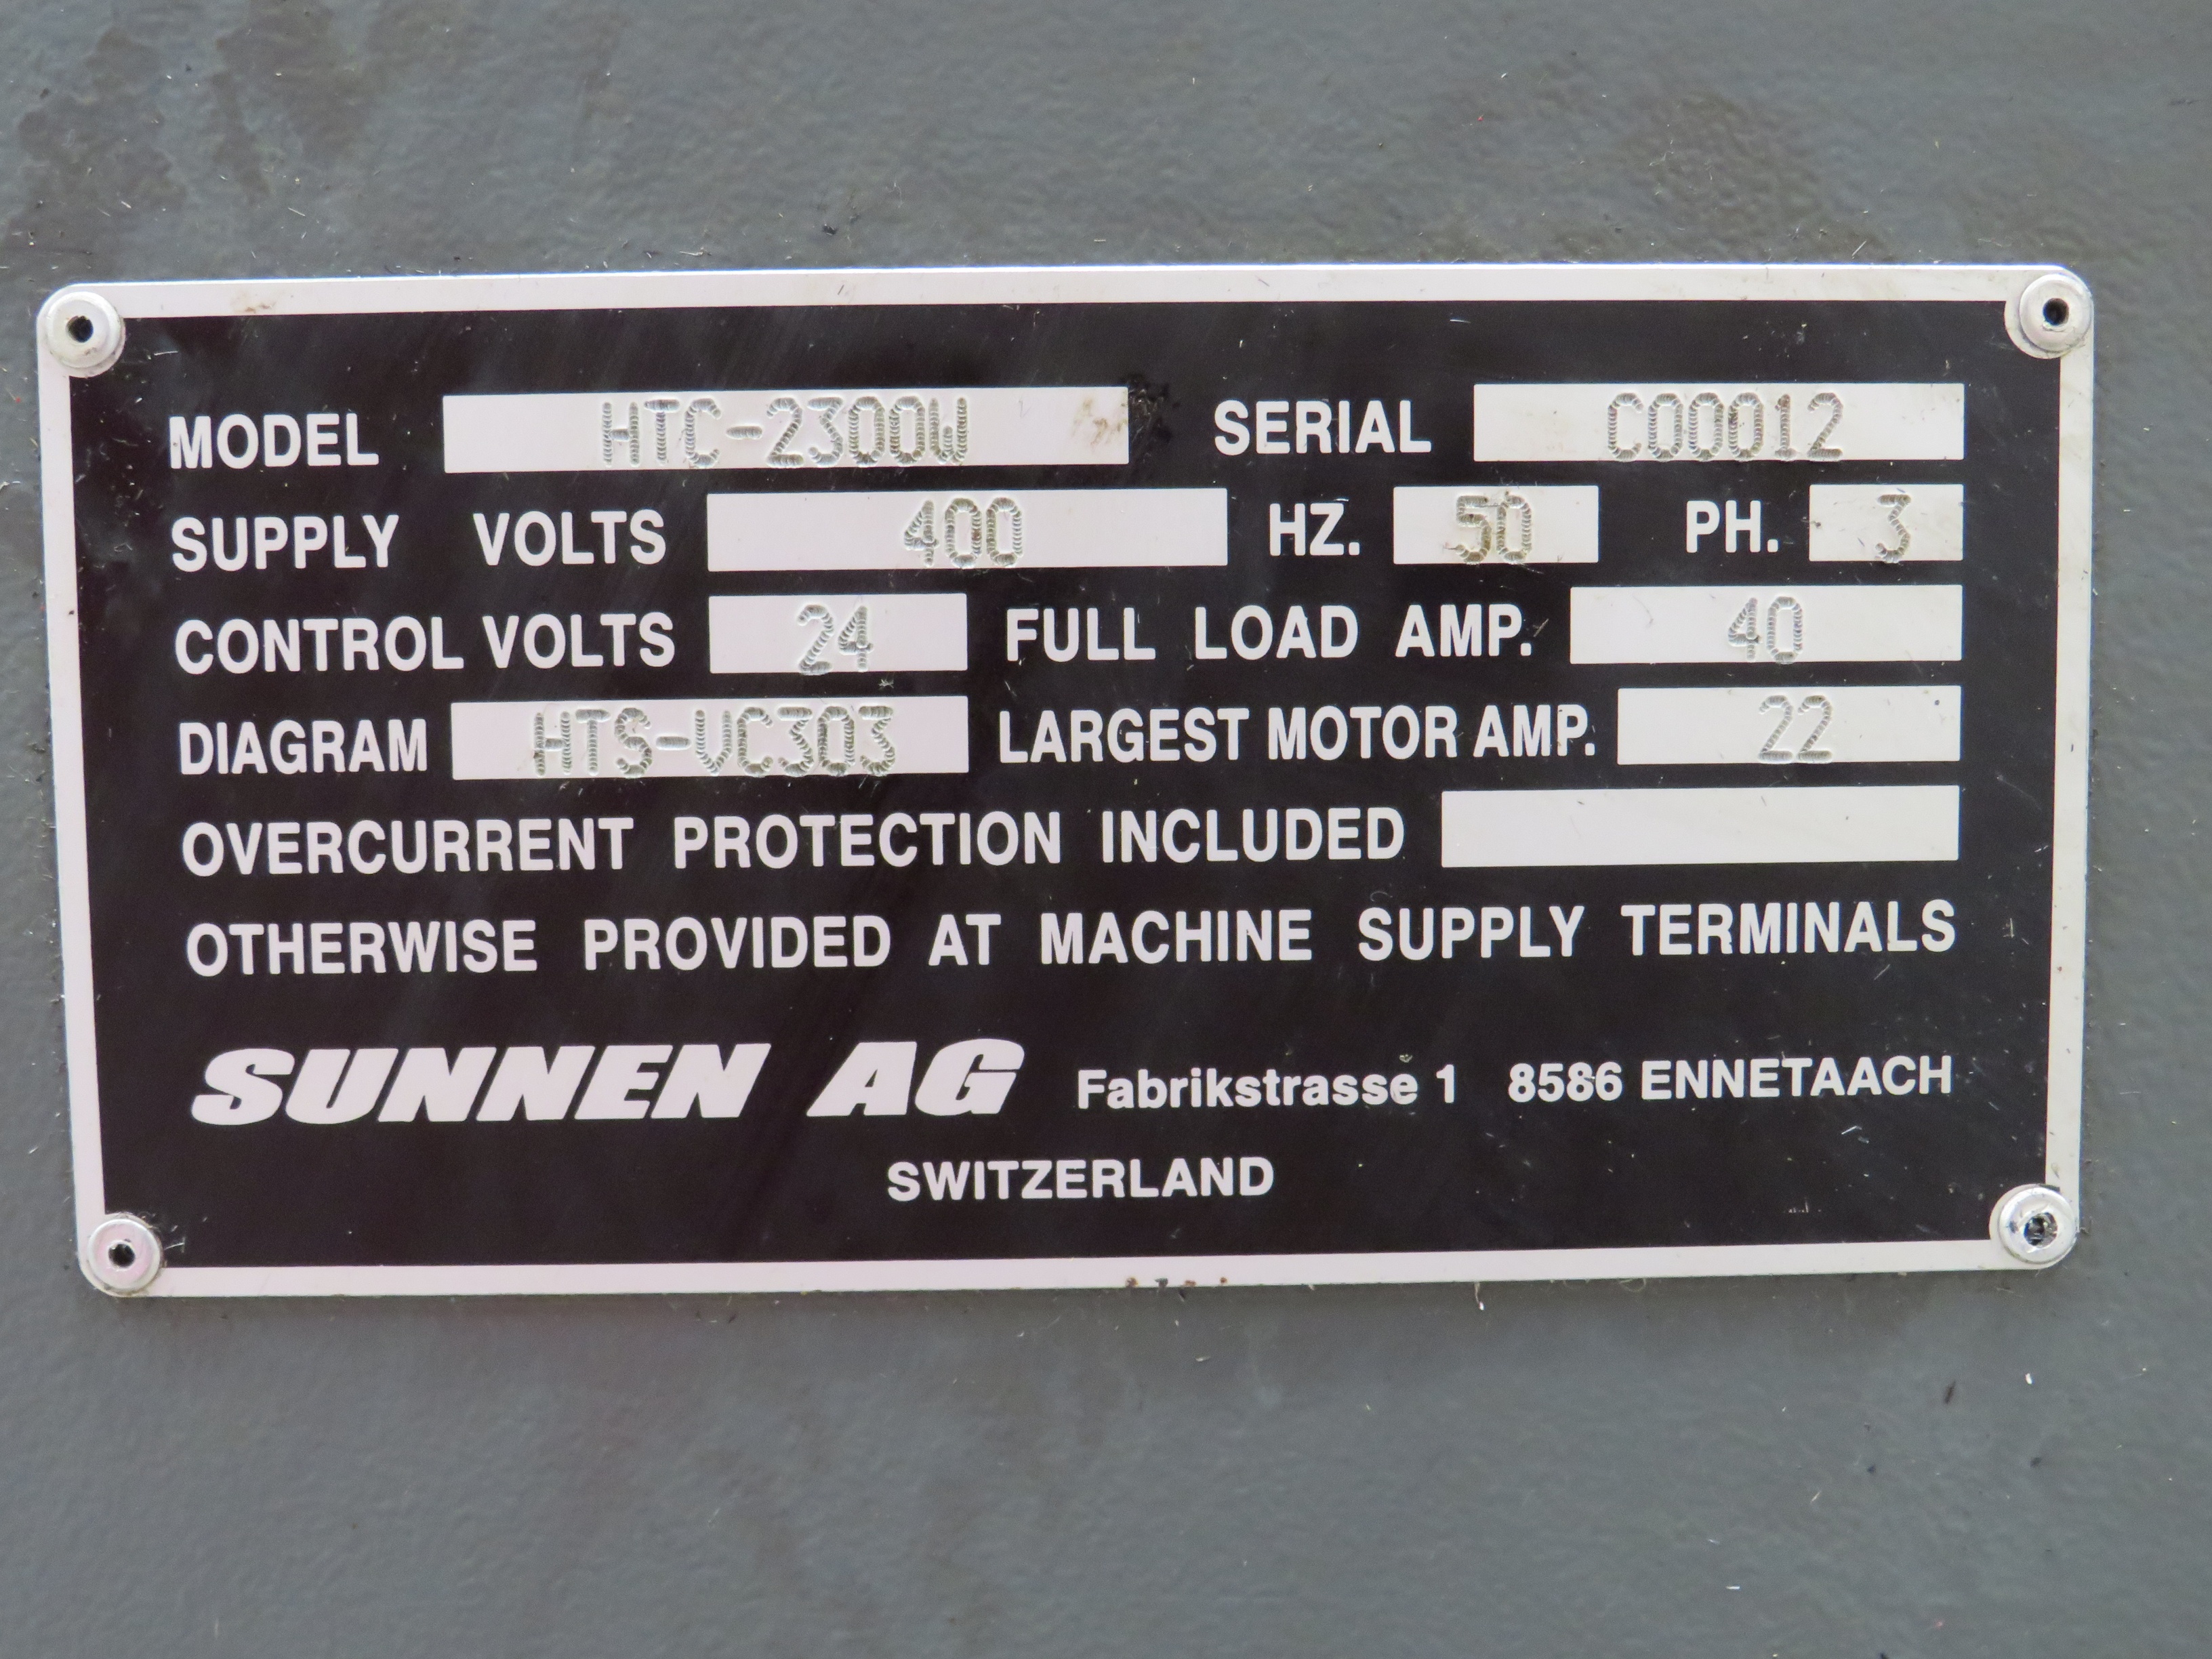 MODEL HTC-2300W SERIAL C00012
SUPPLY VOLTS 400 HZ. 50 PH. 3
CONTROL VOLTS 24 FULL LOAD AMP. 40
DIAGRAM HTS-VC303 LARGEST MOTOR AMP. 22
OVERCURRENT PROTECTION INCLUDED
OTHERWISE PROVIDED AT MACHINE SUPPLY TERMINALS
SUNNEN AG Fabrikstrasse 1 8586 ENNETAACH
SWITZERLAND